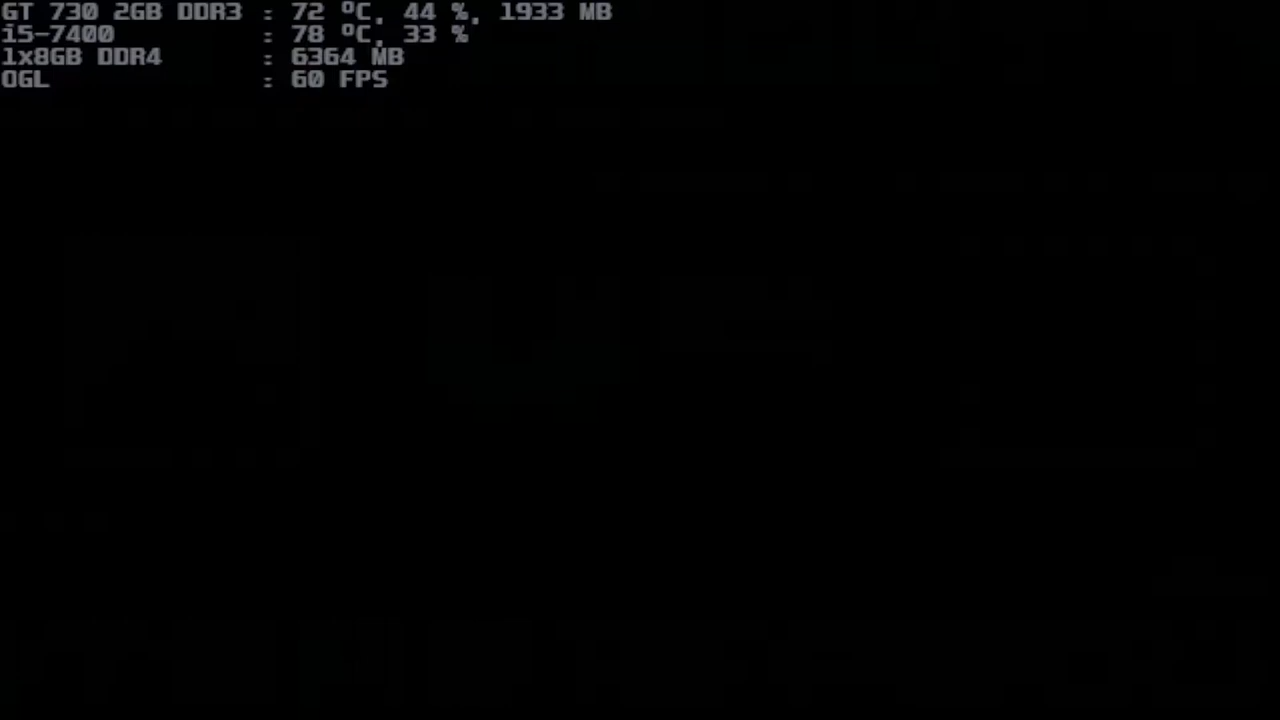 GT 730 2GB DDR3 : 72 ºC, 44 %, 1933 MB
i5-7400 : 78 ºC, 33 %
1x8GB DDR4 : 6364 MB
OGL : 60 FPS